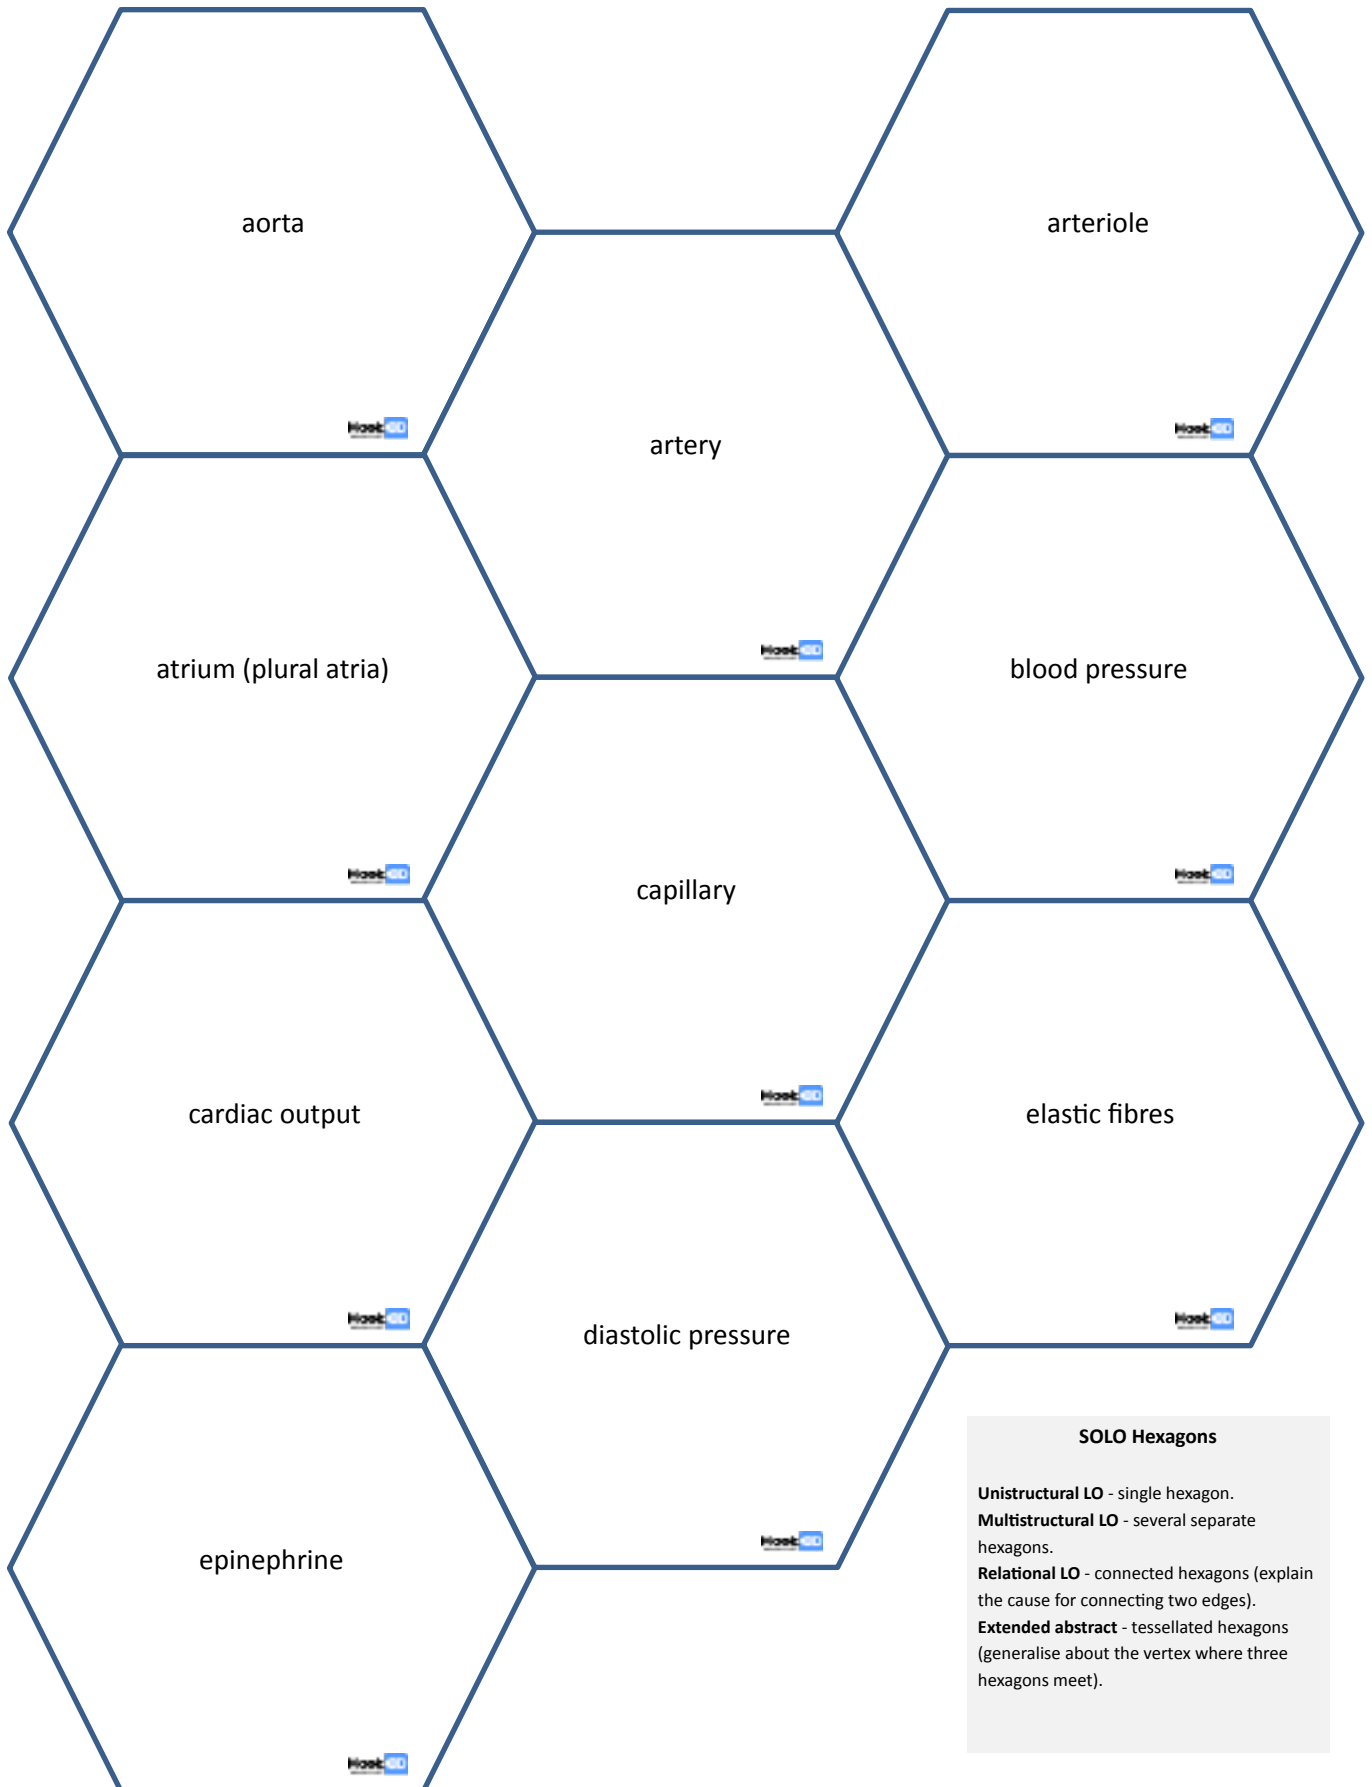 aorta
arteriole
artery
atrium (plural atria)
blood pressure
capillary
cardiac output
elastic fibres
diastolic pressure
epinephrine
SOLO Hexagons
Unistructural LO - single hexagon.
Multistructural LO - several separate
hexagons.
Relational LO - connected hexagons (explain
the cause for connecting two edges).
Extended abstract - tessellated hexagons
(generalise about the vertex where three
hexagons meet).